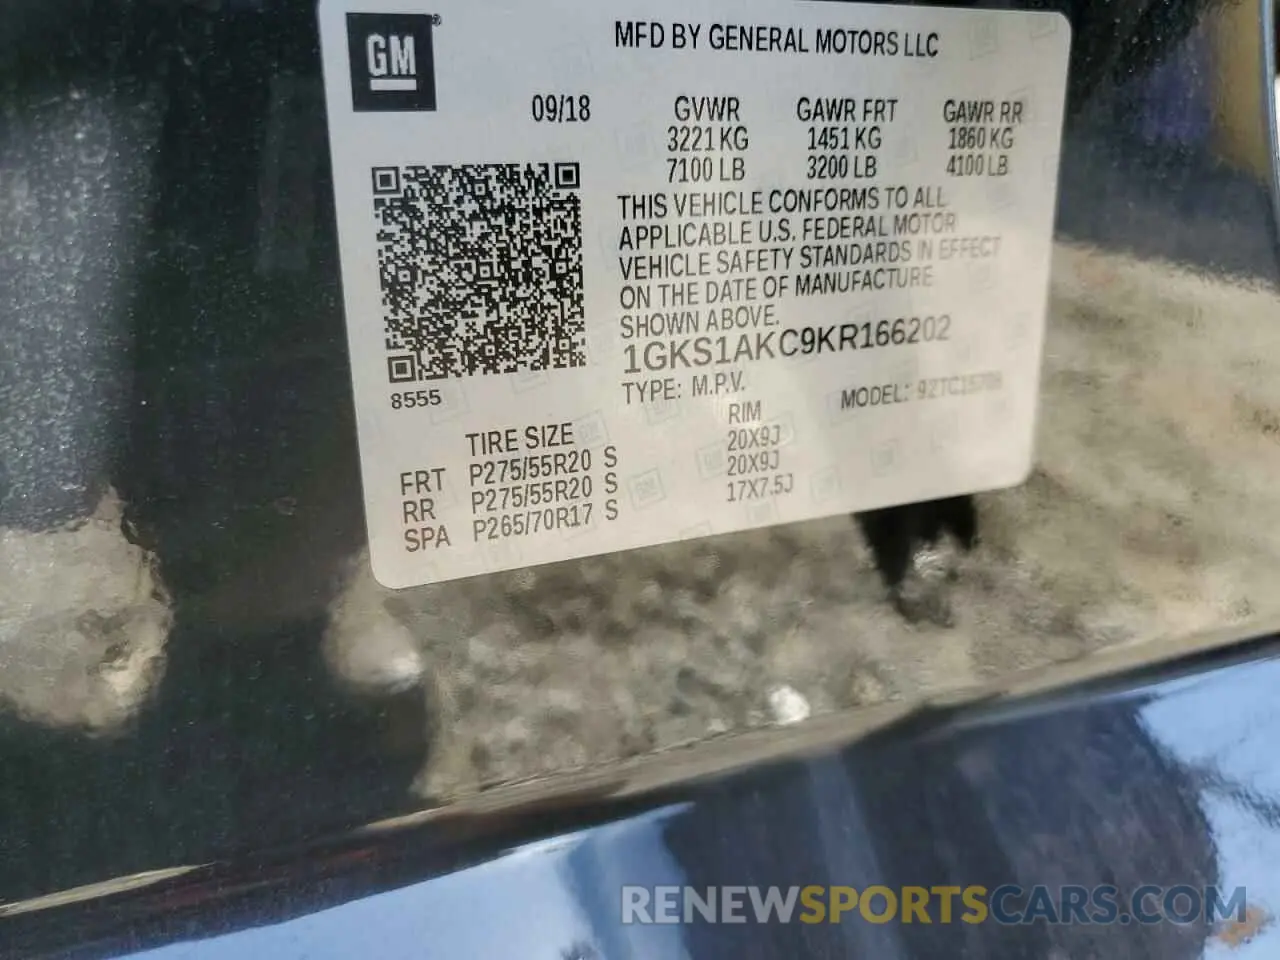 GM®
MFD BY GENERAL MOTORS LLC
09/18
GVWR GAWR FRT GAWR RR
3221 KG 1451 KG 1860 KG
7100 LB 3200 LB 4100 LB
THIS VEHICLE CONFORMS TO ALL
APPLICABLE U.S. FEDERAL MOTOR
VEHICLE SAFETY STANDARDS IN EFFECT
ON THE DATE OF MANUFACTURE
SHOWN ABOVE.
1GKS1AKC9KR166202
8555
TYPE: M.P.V. MODEL:
TIRE SIZE RIM
FRT P275/55R20 S 20X9J
RR P275/55R20 S 20X9J
SPA P265/70R17 S 17X7.5J
RENEWSPORTSCARS.COM